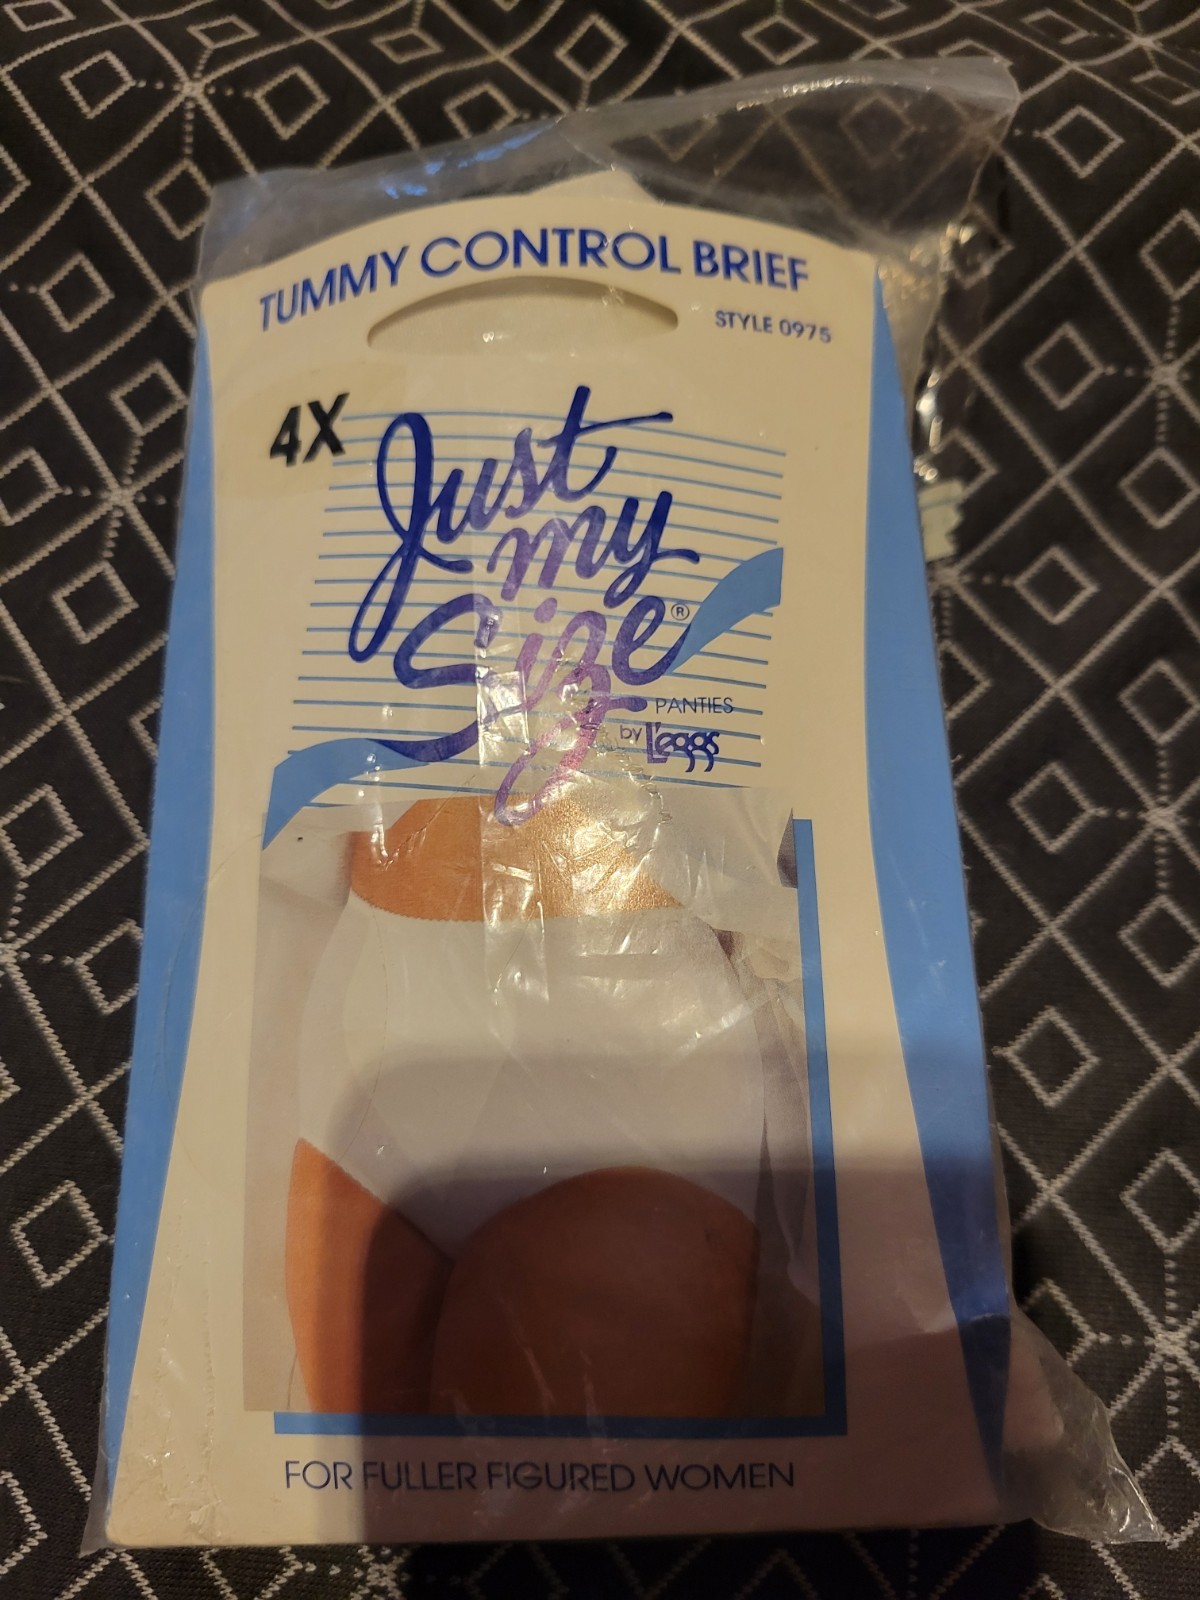 TUMMY CONTROL BRIEF
STYLE 0975
4X
Just
my
Size®
PANTIES
by L'eggs
FOR FULLER FIGURED WOMEN